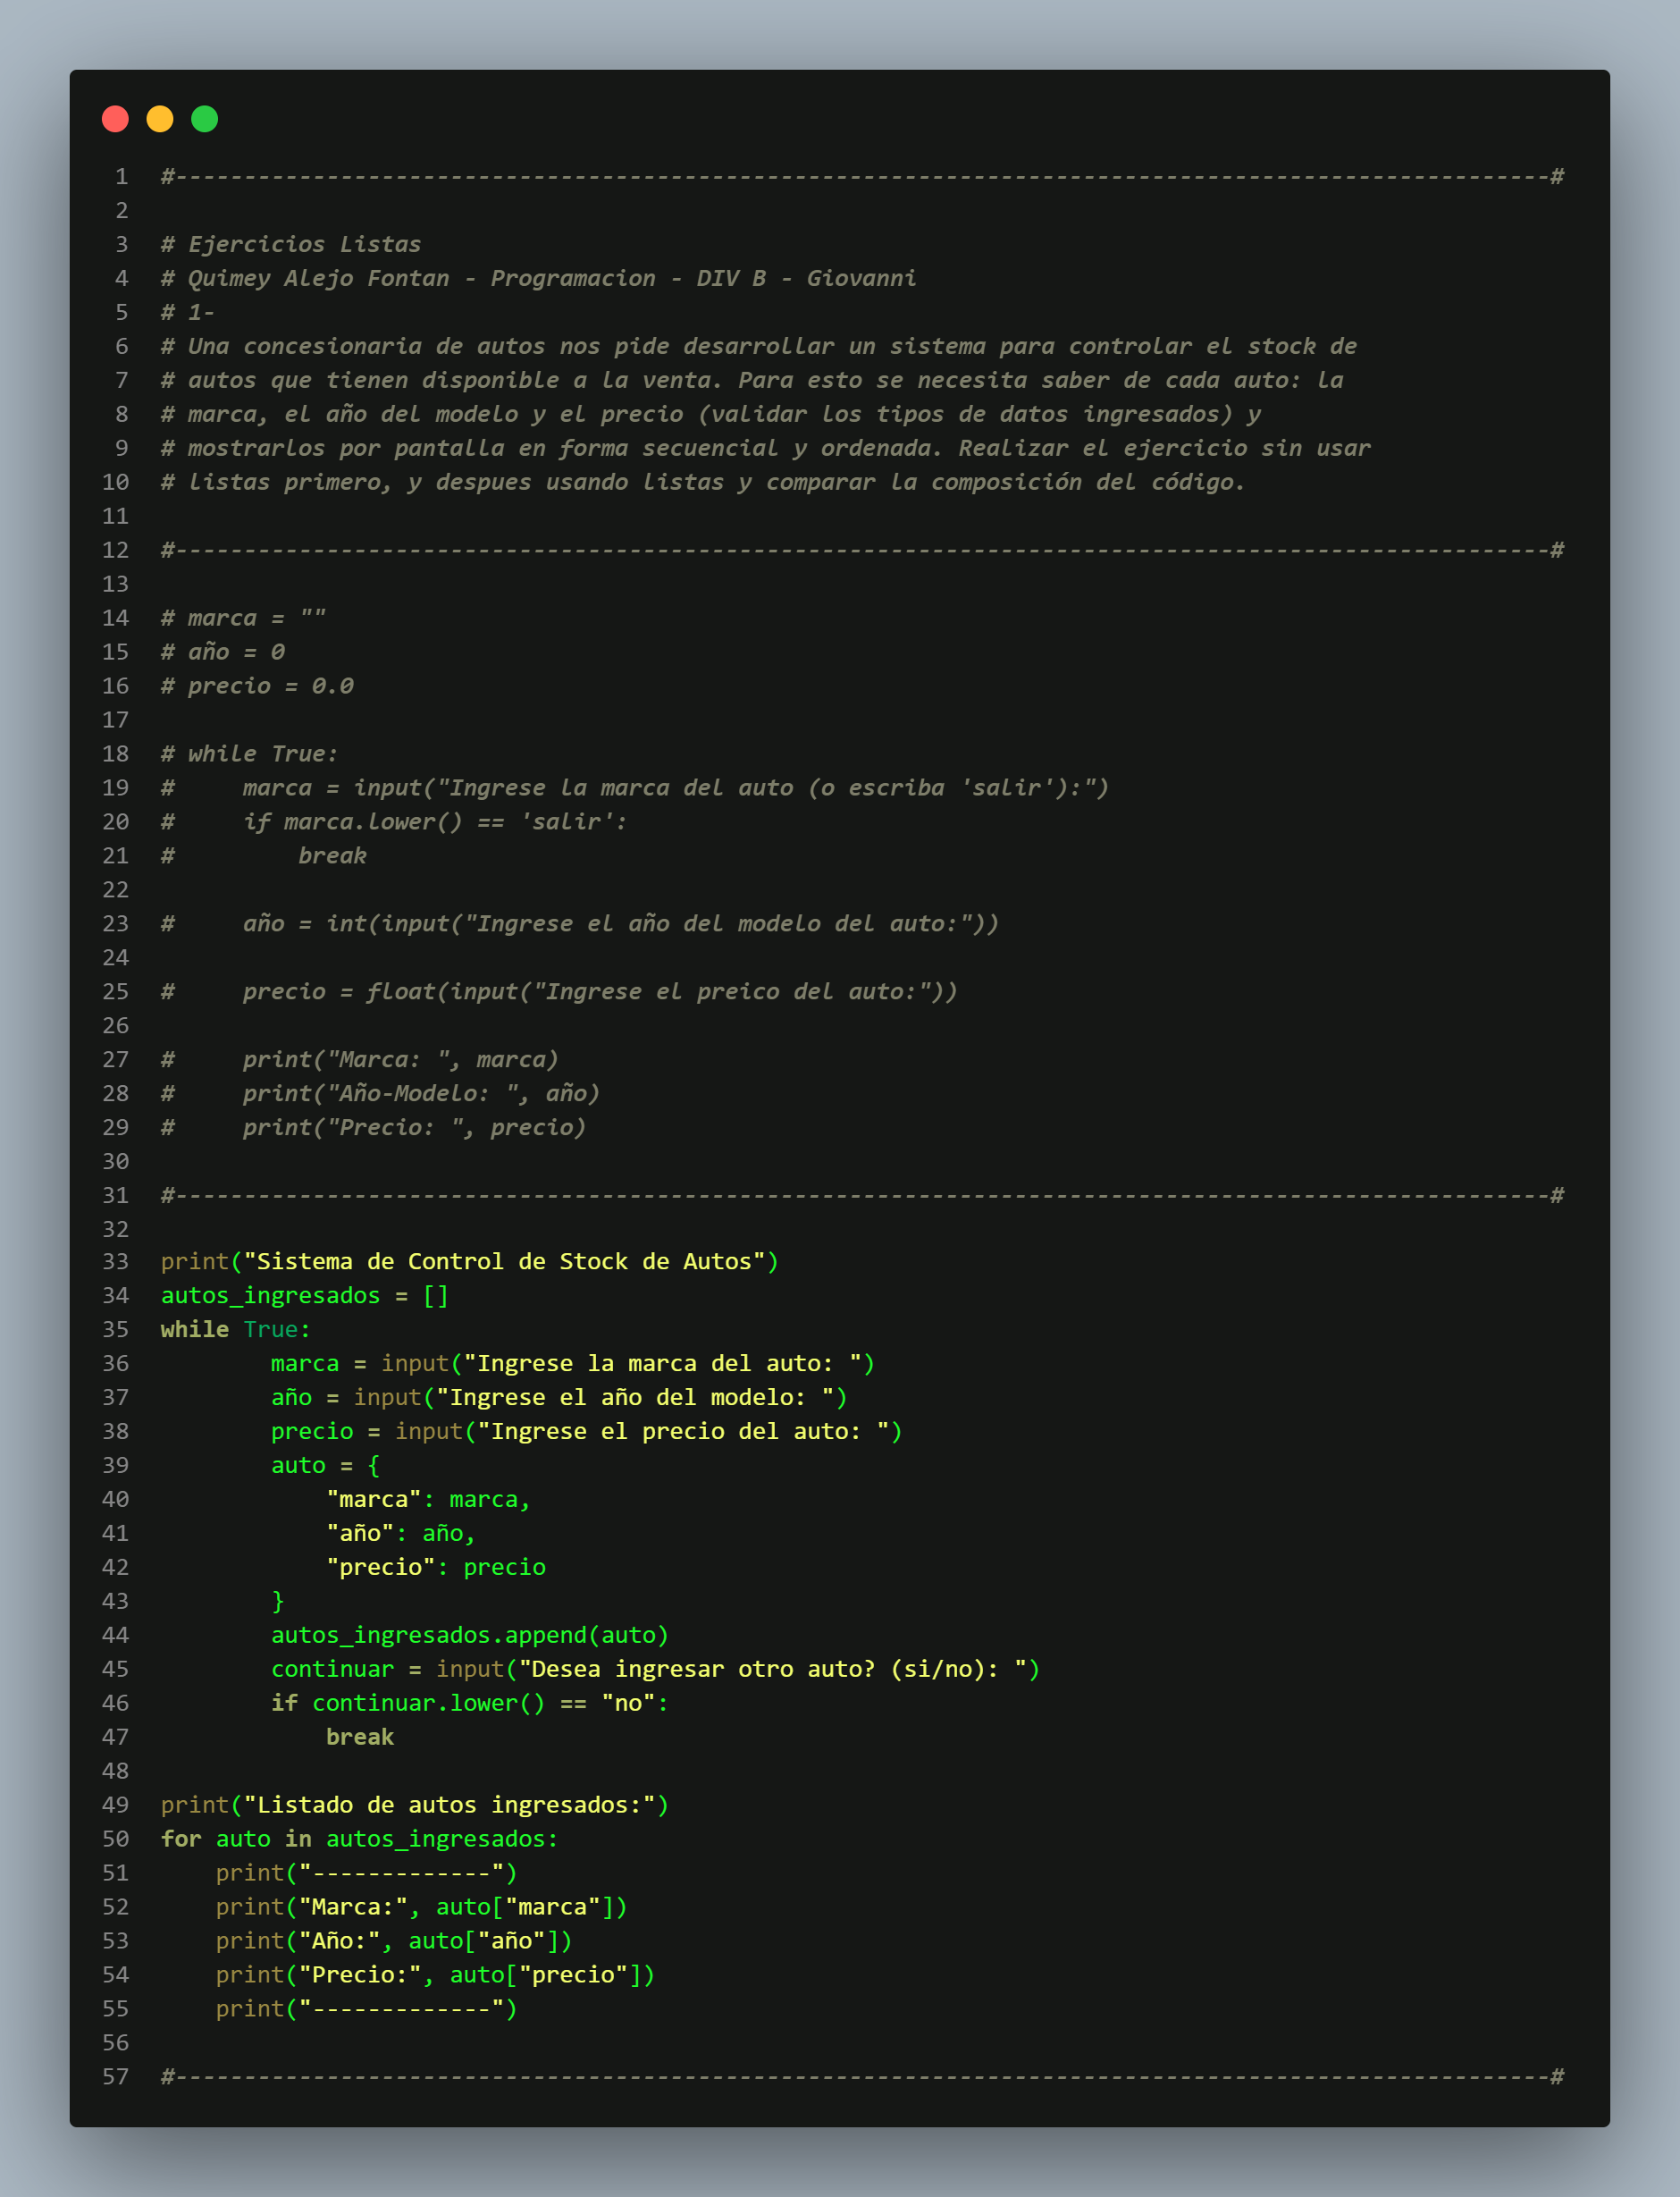 1 #----------------------------------------------------------------------------------------------------#
2
3 # Ejercicios Listas
4 # Quimey Alejo Fontan - Programacion - DIV B - Giovanni
5 # 1-
6 # Una concesionaria de autos nos pide desarrollar un sistema para controlar el stock de
7 # autos que tienen disponible a la venta. Para esto se necesita saber de cada auto: la
8 # marca, el año del modelo y el precio (validar los tipos de datos ingresados) y
9 # mostrarlos por pantalla en forma secuencial y ordenada. Realizar el ejercicio sin usar
10 # listas primero, y despues usando listas y comparar la composición del código.
11
12 #----------------------------------------------------------------------------------------------------#
13
14 # marca = ""
15 # año = 0
16 # precio = 0.0
17
18 # while True:
19 #     marca = input("Ingrese la marca del auto (o escriba 'salir'):")
20 #     if marca.lower() == 'salir':
21 #         break
22
23 #     año = int(input("Ingrese el año del modelo del auto:"))
24
25 #     precio = float(input("Ingrese el preico del auto:"))
26
27 #     print("Marca: ", marca)
28 #     print("Año-Modelo: ", año)
29 #     print("Precio: ", precio)
30
31 #----------------------------------------------------------------------------------------------------#
32
33 print("Sistema de Control de Stock de Autos")
34 autos_ingresados = []
35 while True:
36         marca = input("Ingrese la marca del auto: ")
37         año = input("Ingrese el año del modelo: ")
38         precio = input("Ingrese el precio del auto: ")
39         auto = {
40             "marca": marca,
41             "año": año,
42             "precio": precio
43         }
44         autos_ingresados.append(auto)
45         continuar = input("Desea ingresar otro auto? (si/no): ")
46         if continuar.lower() == "no":
47             break
48
49 print("Listado de autos ingresados:")
50 for auto in autos_ingresados:
51     print("-------------")
52     print("Marca:", auto["marca"])
53     print("Año:", auto["año"])
54     print("Precio:", auto["precio"])
55     print("-------------")
56
57 #----------------------------------------------------------------------------------------------------#